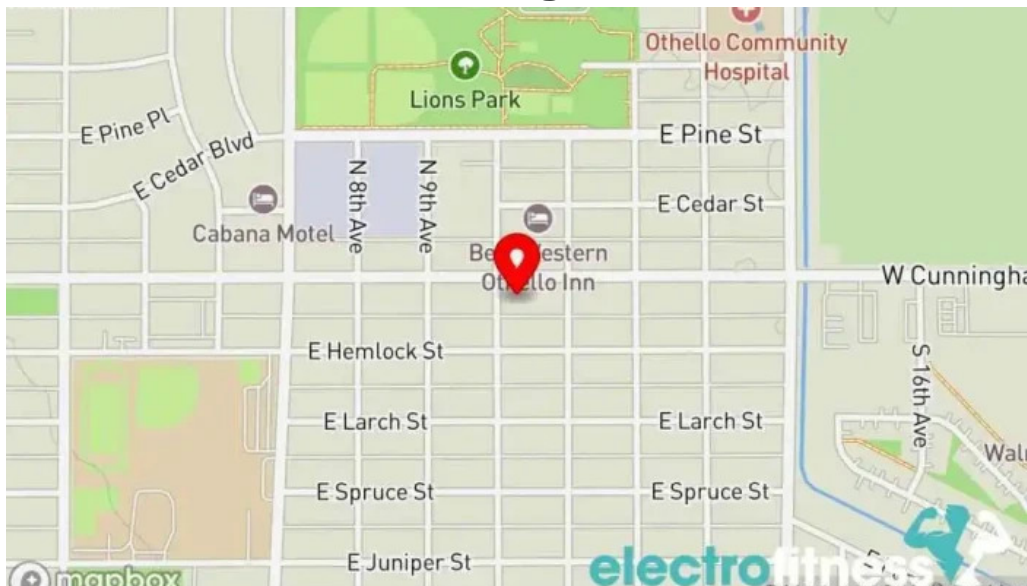 Othello Community
Hospital
Lions Park
E Pine Pl
E Pine St
E Cedar Blvd
N 8th Ave
N 9th Ave
E Cedar St
Cabana Motel
Western
Inn
W Cunningha
E Hemlock St
S 16th Ave
E Larch St
E Larch St
Waln
E Spruce St
E Spruce St
E Juniper St
electrofitness
mapbox